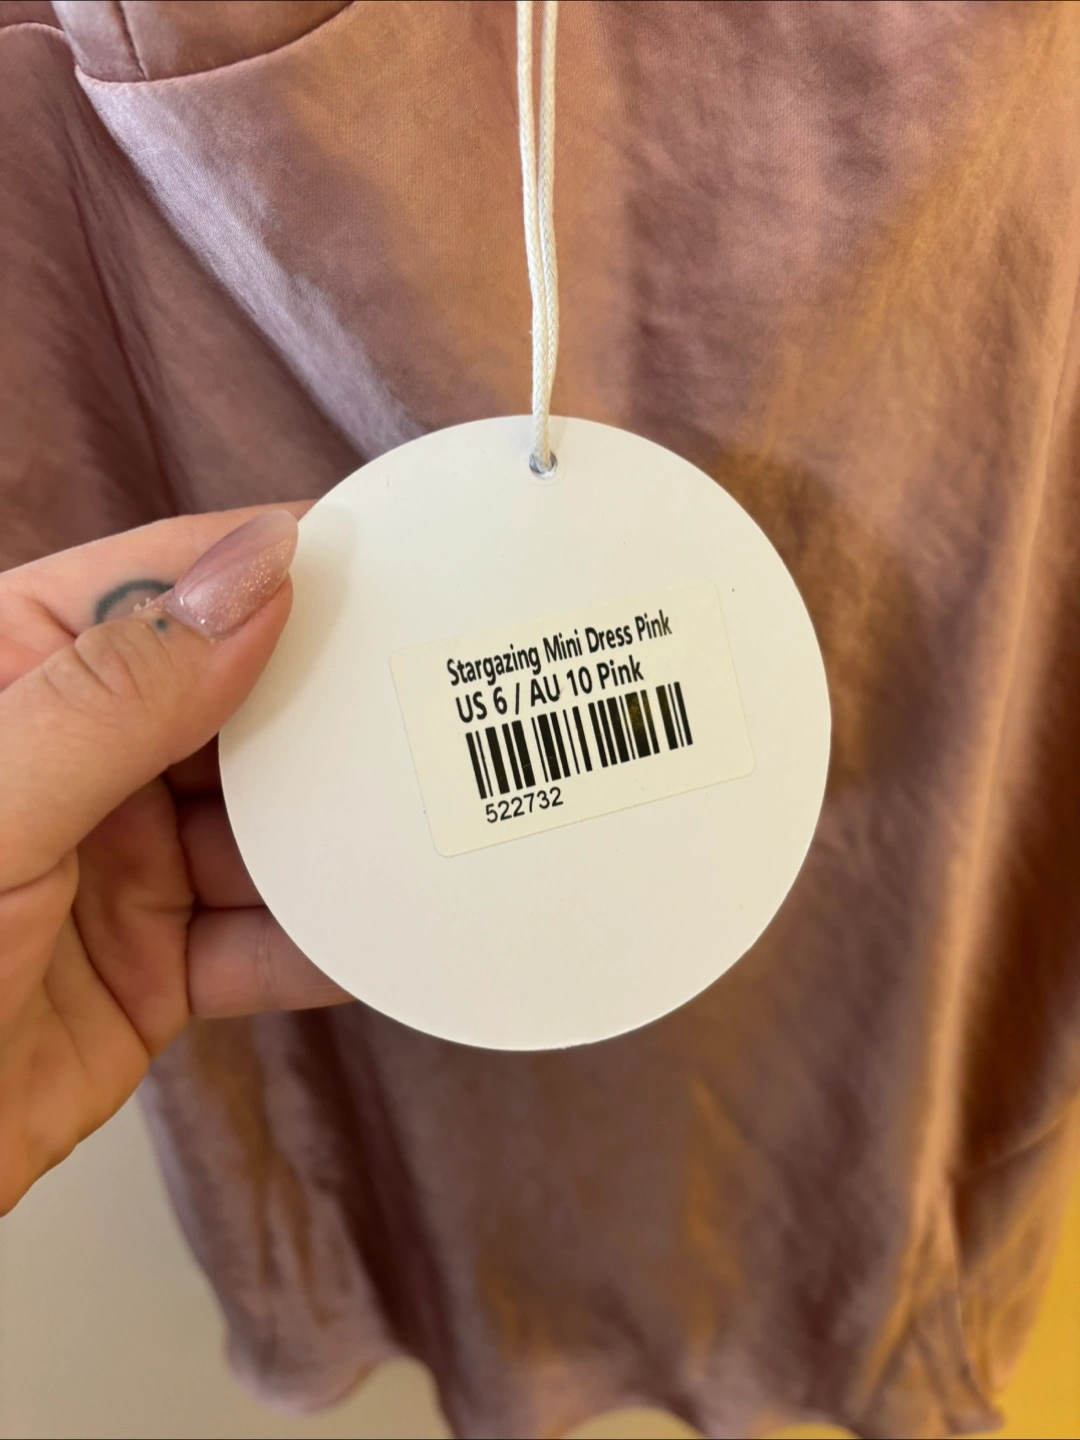 Stargazing Mini Dress Pink
US 6 / AU 10 Pink
522732